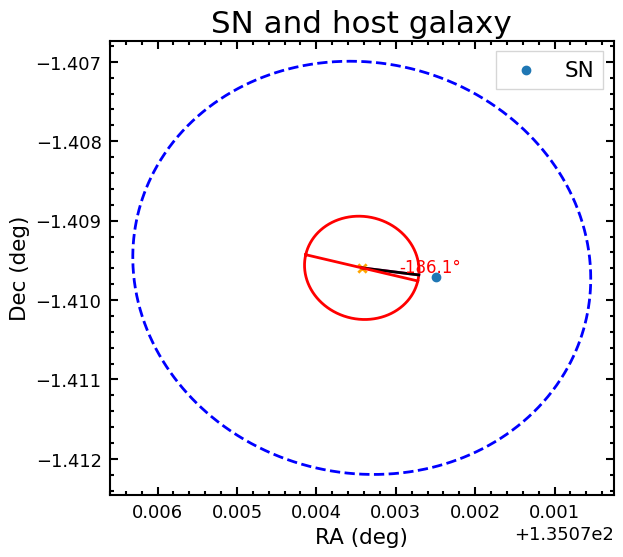 SN and host galaxy
SN
−1.407
−1.408
−1.409
−1.410
−1.411
−1.412
Dec (deg)
-186.1°
0.006 0.005 0.004 0.003 0.002 0.001
RA (deg)
+1.3507e2